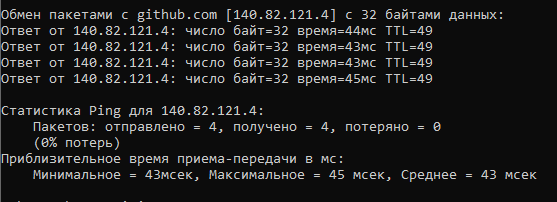 Обмен пакетами с github.com [140.82.121.4] с 32 байтами данных:
Ответ от 140.82.121.4: число байт=32 время=44мс TTL=49
Ответ от 140.82.121.4: число байт=32 время=43мс TTL=49
Ответ от 140.82.121.4: число байт=32 время=43мс TTL=49
Ответ от 140.82.121.4: число байт=32 время=45мс TTL=49
Статистика Ping для 140.82.121.4:
Пакетов: отправлено = 4, получено = 4, потеряно = 0
(0% потерь)
Приблизительное время приема-передачи в мс:
Минимальное = 43мсек, Максимальное = 45 мсек, Среднее = 43 мсек